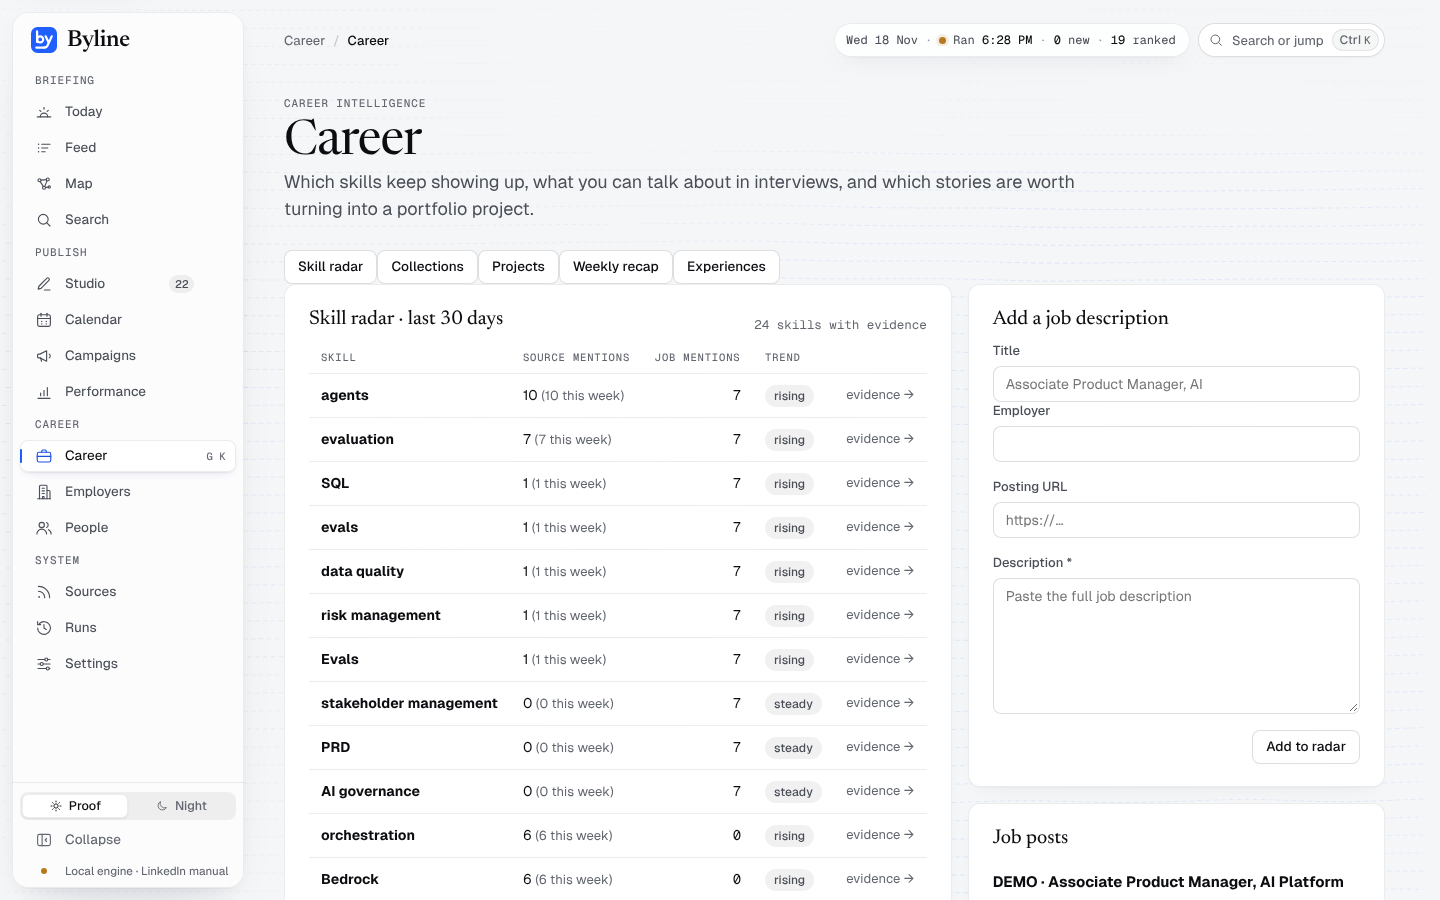 by Byline
BRIEFING
Today
Feed
Map
Search
PUBLISH
Studio 22
Calendar
Campaigns
Performance
CAREER
Career G K
Employers
People
SYSTEM
Sources
Runs
Settings
Proof Night
Collapse
Local engine · LinkedIn manual
Career / Career
Wed 18 Nov · Ran 6:28 PM · 0 new · 19 ranked
Search or jump Ctrl K
CAREER INTELLIGENCE
Career
Which skills keep showing up, what you can talk about in interviews, and which stories are worth
turning into a portfolio project.
Skill radar Collections Projects Weekly recap Experiences
Skill radar · last 30 days
24 skills with evidence
SKILL SOURCE MENTIONS JOB MENTIONS TREND
agents 10 (10 this week) 7 rising evidence →
evaluation 7 (7 this week) 7 rising evidence →
SQL 1 (1 this week) 7 rising evidence →
evals 1 (1 this week) 7 rising evidence →
data quality 1 (1 this week) 7 rising evidence →
risk management 1 (1 this week) 7 rising evidence →
Evals 1 (1 this week) 7 rising evidence →
stakeholder management 0 (0 this week) 7 steady evidence →
PRD 0 (0 this week) 7 steady evidence →
AI governance 0 (0 this week) 7 steady evidence →
orchestration 6 (6 this week) 0 rising evidence →
Bedrock 6 (6 this week) 0 rising evidence →
Add a job description
Title
Associate Product Manager, AI
Employer
Posting URL
https://…
Description *
Paste the full job description
Add to radar
Job posts
DEMO · Associate Product Manager, AI Platform